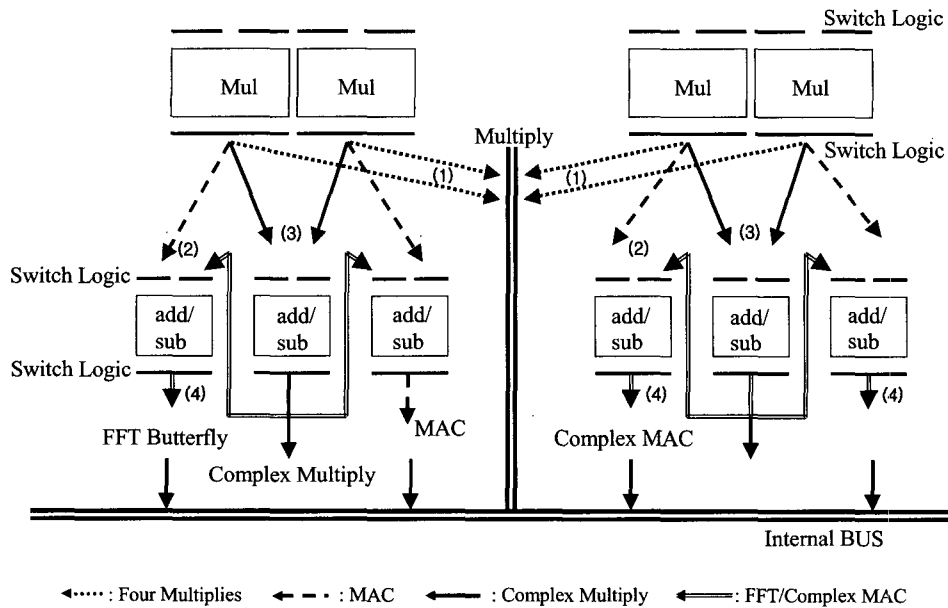 Switch Logic
Mul
Mul
Mul
Mul
Multiply
Switch Logic
(1)
(1)
(2)
(3)
(2)
(3)
Switch Logic
add/
sub
add/
sub
add/
sub
add/
sub
add/
sub
add/
sub
Switch Logic
(4)
(4)
(4)
FFT Butterfly
MAC
Complex MAC
Complex Multiply
Internal BUS
: Four Multiplies
: MAC
: Complex Multiply
: FFT/Complex MAC